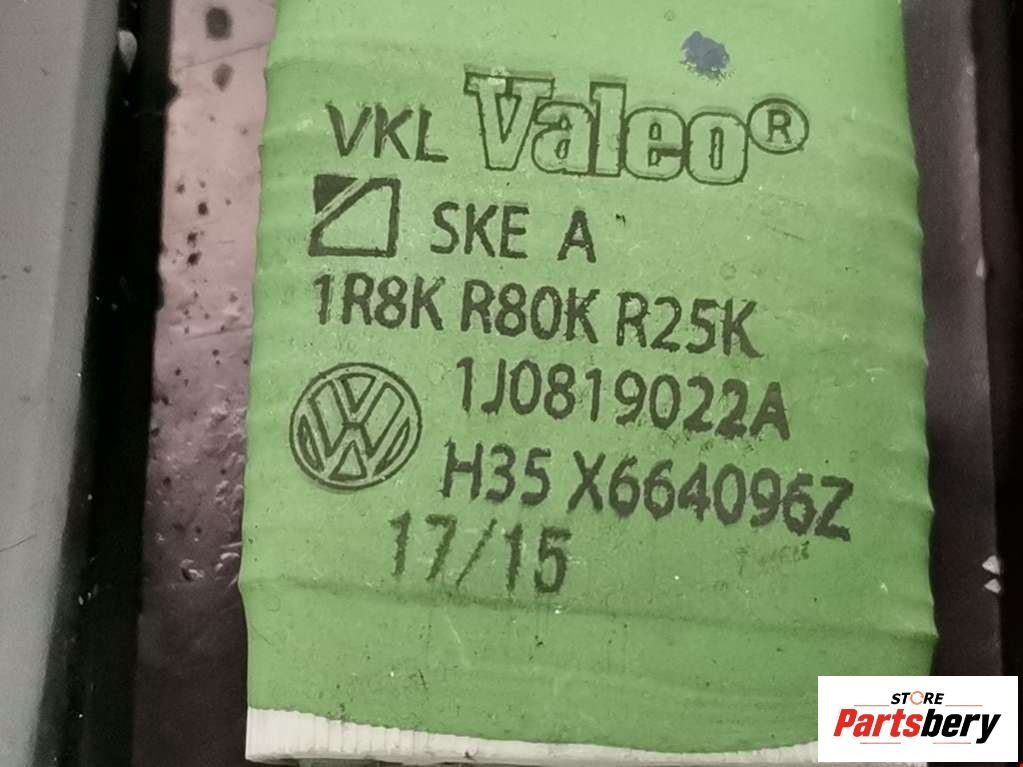 VKL Valeo®
SKE A
1R8K R80K R25K
1J0819022A
H35 X664096Z
17/15
STORE
Partsbery